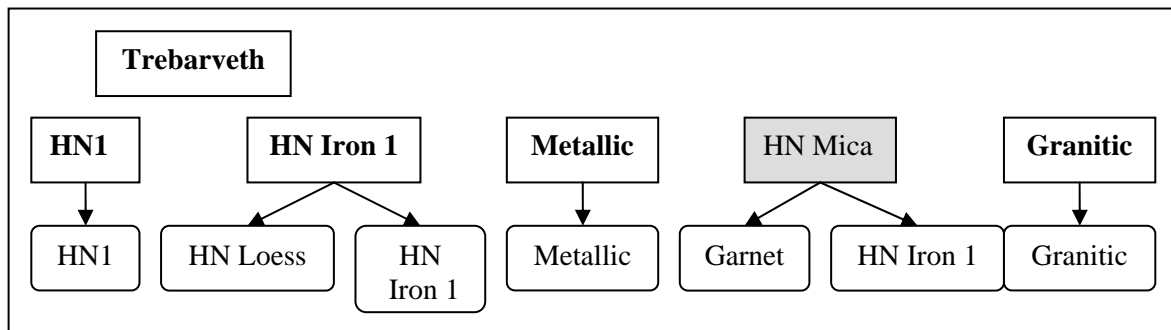 Trebarveth
HN1
HN Iron 1
Metallic
HN Mica
Granitic
HN1
HN Loess
HN
Iron 1
Metallic
Garnet
HN Iron 1
Granitic